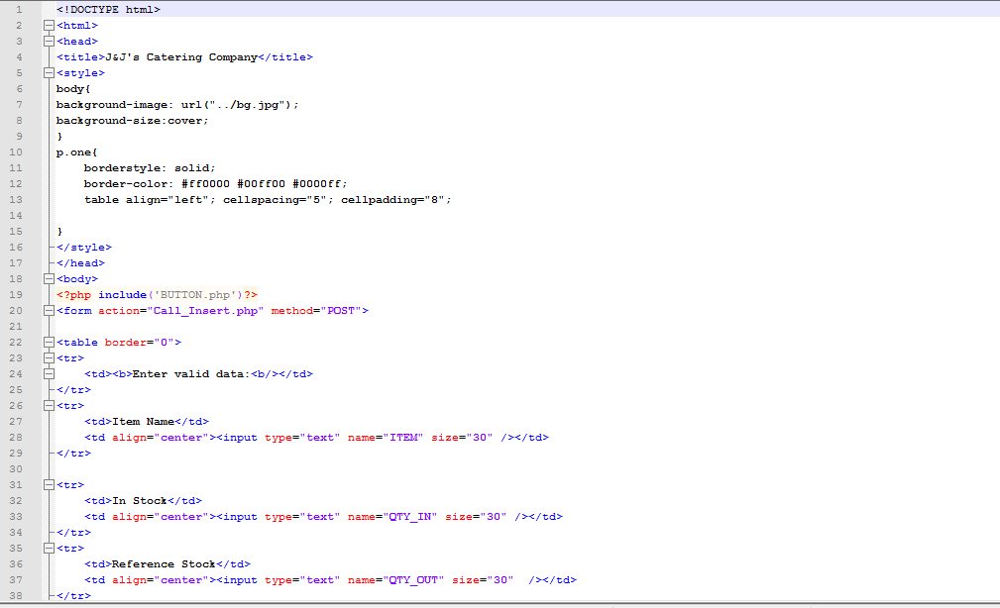 1 <!DOCTYPE html>
2 <html>
3 <head>
4 <title>J&J's Catering Company</title>
5 <style>
6 body{
7 background-image: url("../bg.jpg");
8 background-size:cover;
9 }
10 p.one{
11 borderstyle: solid;
12 border-color: #ff0000 #00ff00 #0000ff;
13 table align="left"; cellspacing="5"; cellpadding="8";
14
15 }
16 </style>
17 </head>
18 <body>
19 <?php include('BUTTON.php')?>
20 <form action="Call_Insert.php" method="POST">
21
22 <table border="0">
23 <tr>
24 <td><b>Enter valid data:<b/></td>
25 </tr>
26 <tr>
27 <td>Item Name</td>
28 <td align="center"><input type="text" name="ITEM" size="30" /></td>
29 </tr>
30
31 <tr>
32 <td>In Stock</td>
33 <td align="center"><input type="text" name="QTY_IN" size="30" /></td>
34 </tr>
35 <tr>
36 <td>Reference Stock</td>
37 <td align="center"><input type="text" name="QTY_OUT" size="30"  /></td>
38 </tr>